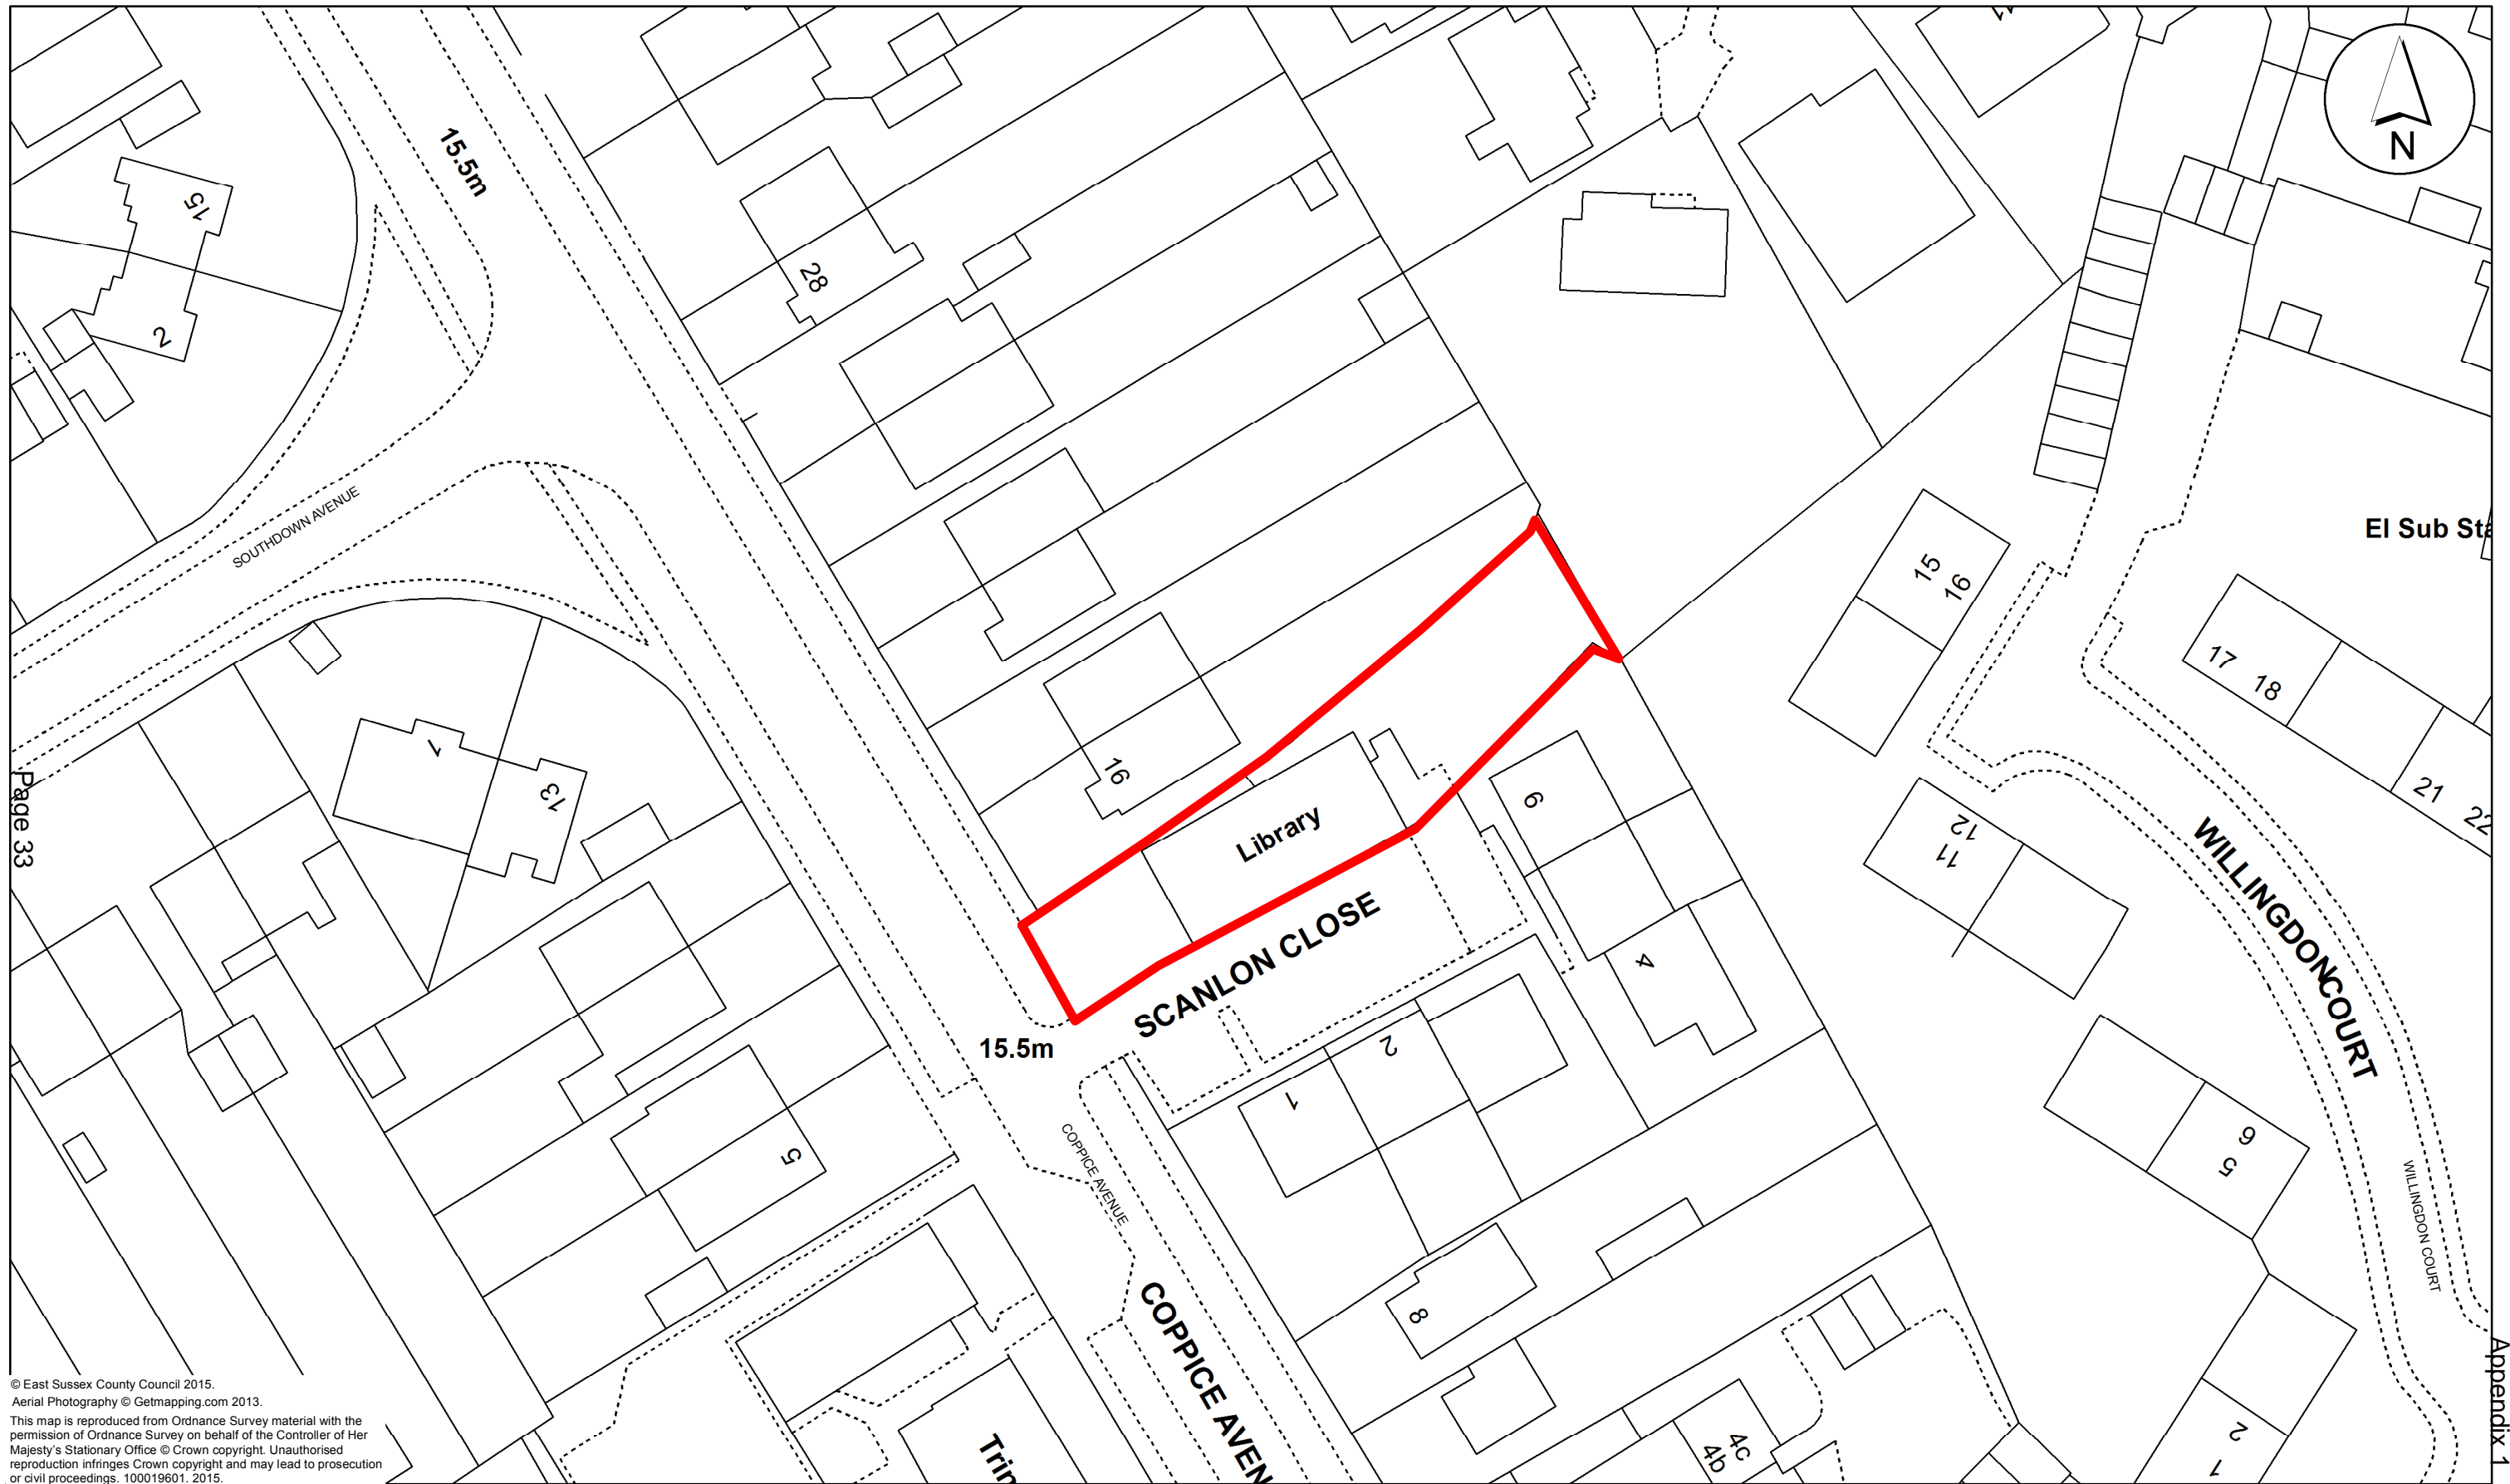 15.5m
N
15
28
2
SOUTHDOWN AVENUE
El Sub Sta
15
16
17
18
1
13
16
Library
9
21
22
12
11
WILLINGDON COURT
Page 33
SCANLON CLOSE
4
15.5m
2
1
5
COPPICE AVENUE
6
5
WILLINGDON COURT
8
COPPICE AVEN
4c
4b
2
1
Appendix 1
© East Sussex County Council 2015.
Aerial Photography © Getmapping.com 2013.
This map is reproduced from Ordnance Survey material with the
permission of Ordnance Survey on behalf of the Controller of Her
Majesty's Stationary Office © Crown copyright. Unauthorised
reproduction infringes Crown copyright and may lead to prosecution
or civil proceedings. 100019601. 2015.